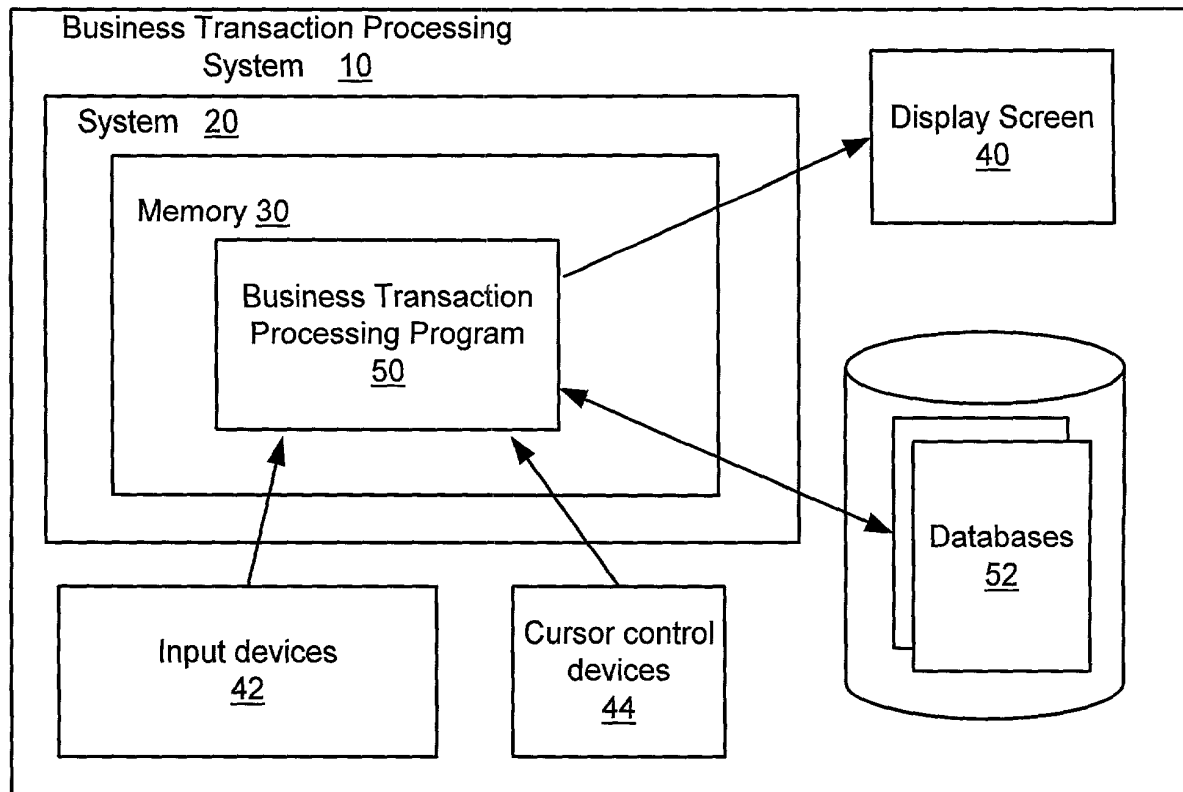 Business Transaction Processing
System 10
System 20
Memory 30
Business Transaction
Processing Program
50
Display Screen
40
Databases
52
Input devices
42
Cursor control
devices
44